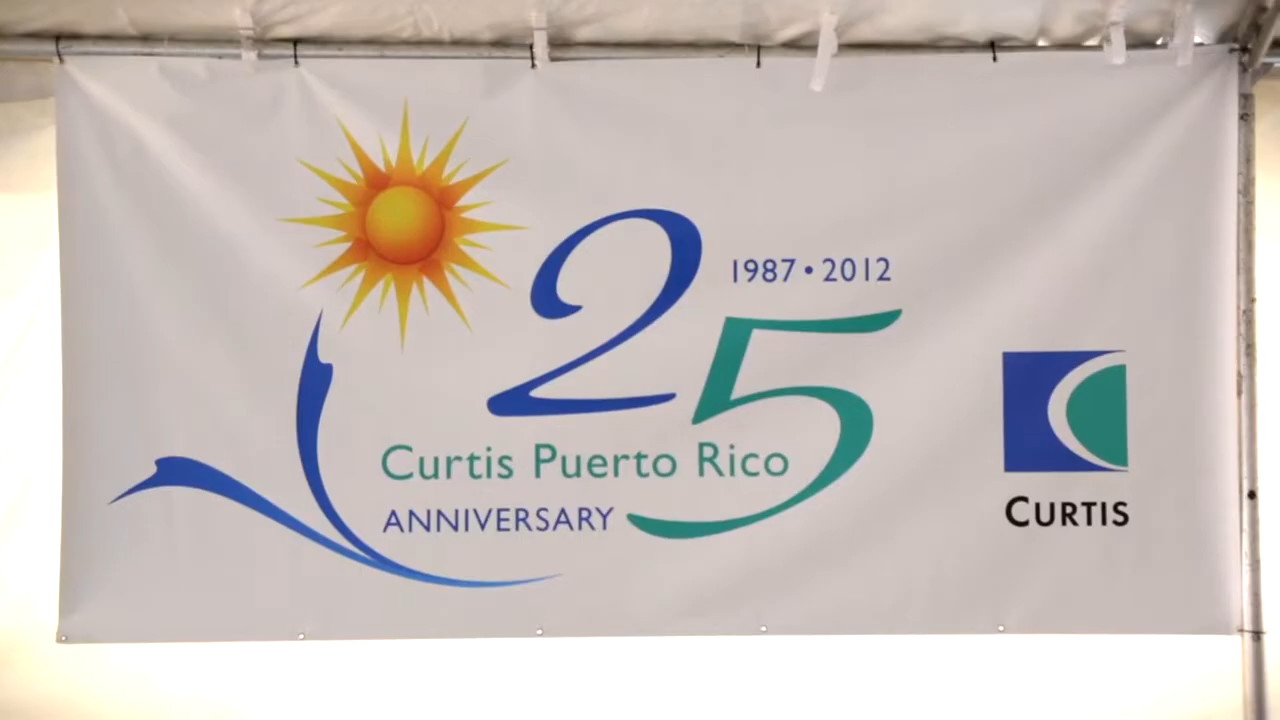 25
1987 • 2012
Curtis Puerto Rico
ANNIVERSARY
CURTIS